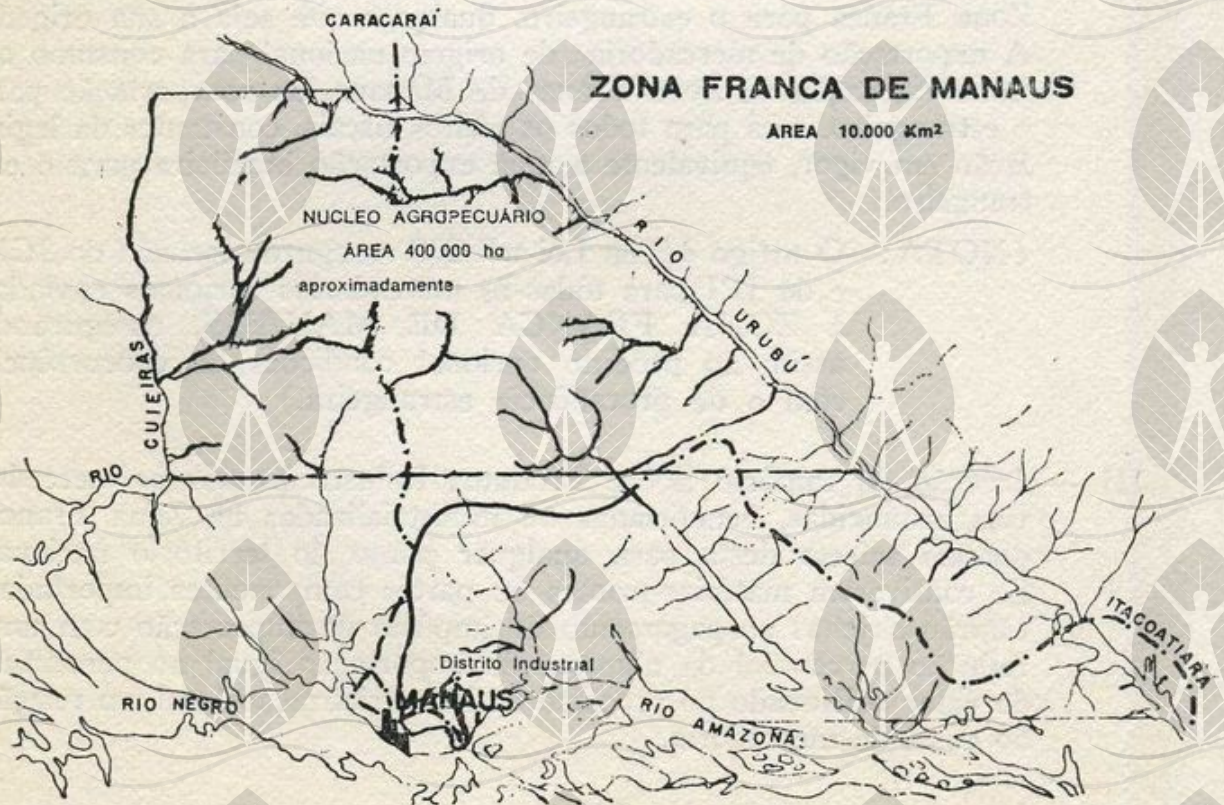 CARACARAÍ
ZONA FRANCA DE MANAUS
ÁREA 10.000 Km²
NUCLEO AGROPECUÁRIO
ÁREA 400 000 ha
aproximadamente
RIO URUBÚ
CUIEIRAS
RIO
ITACOATIARA
Distrito Industrial
MANAUS
RIO NEGRO
RIO AMAZONAS